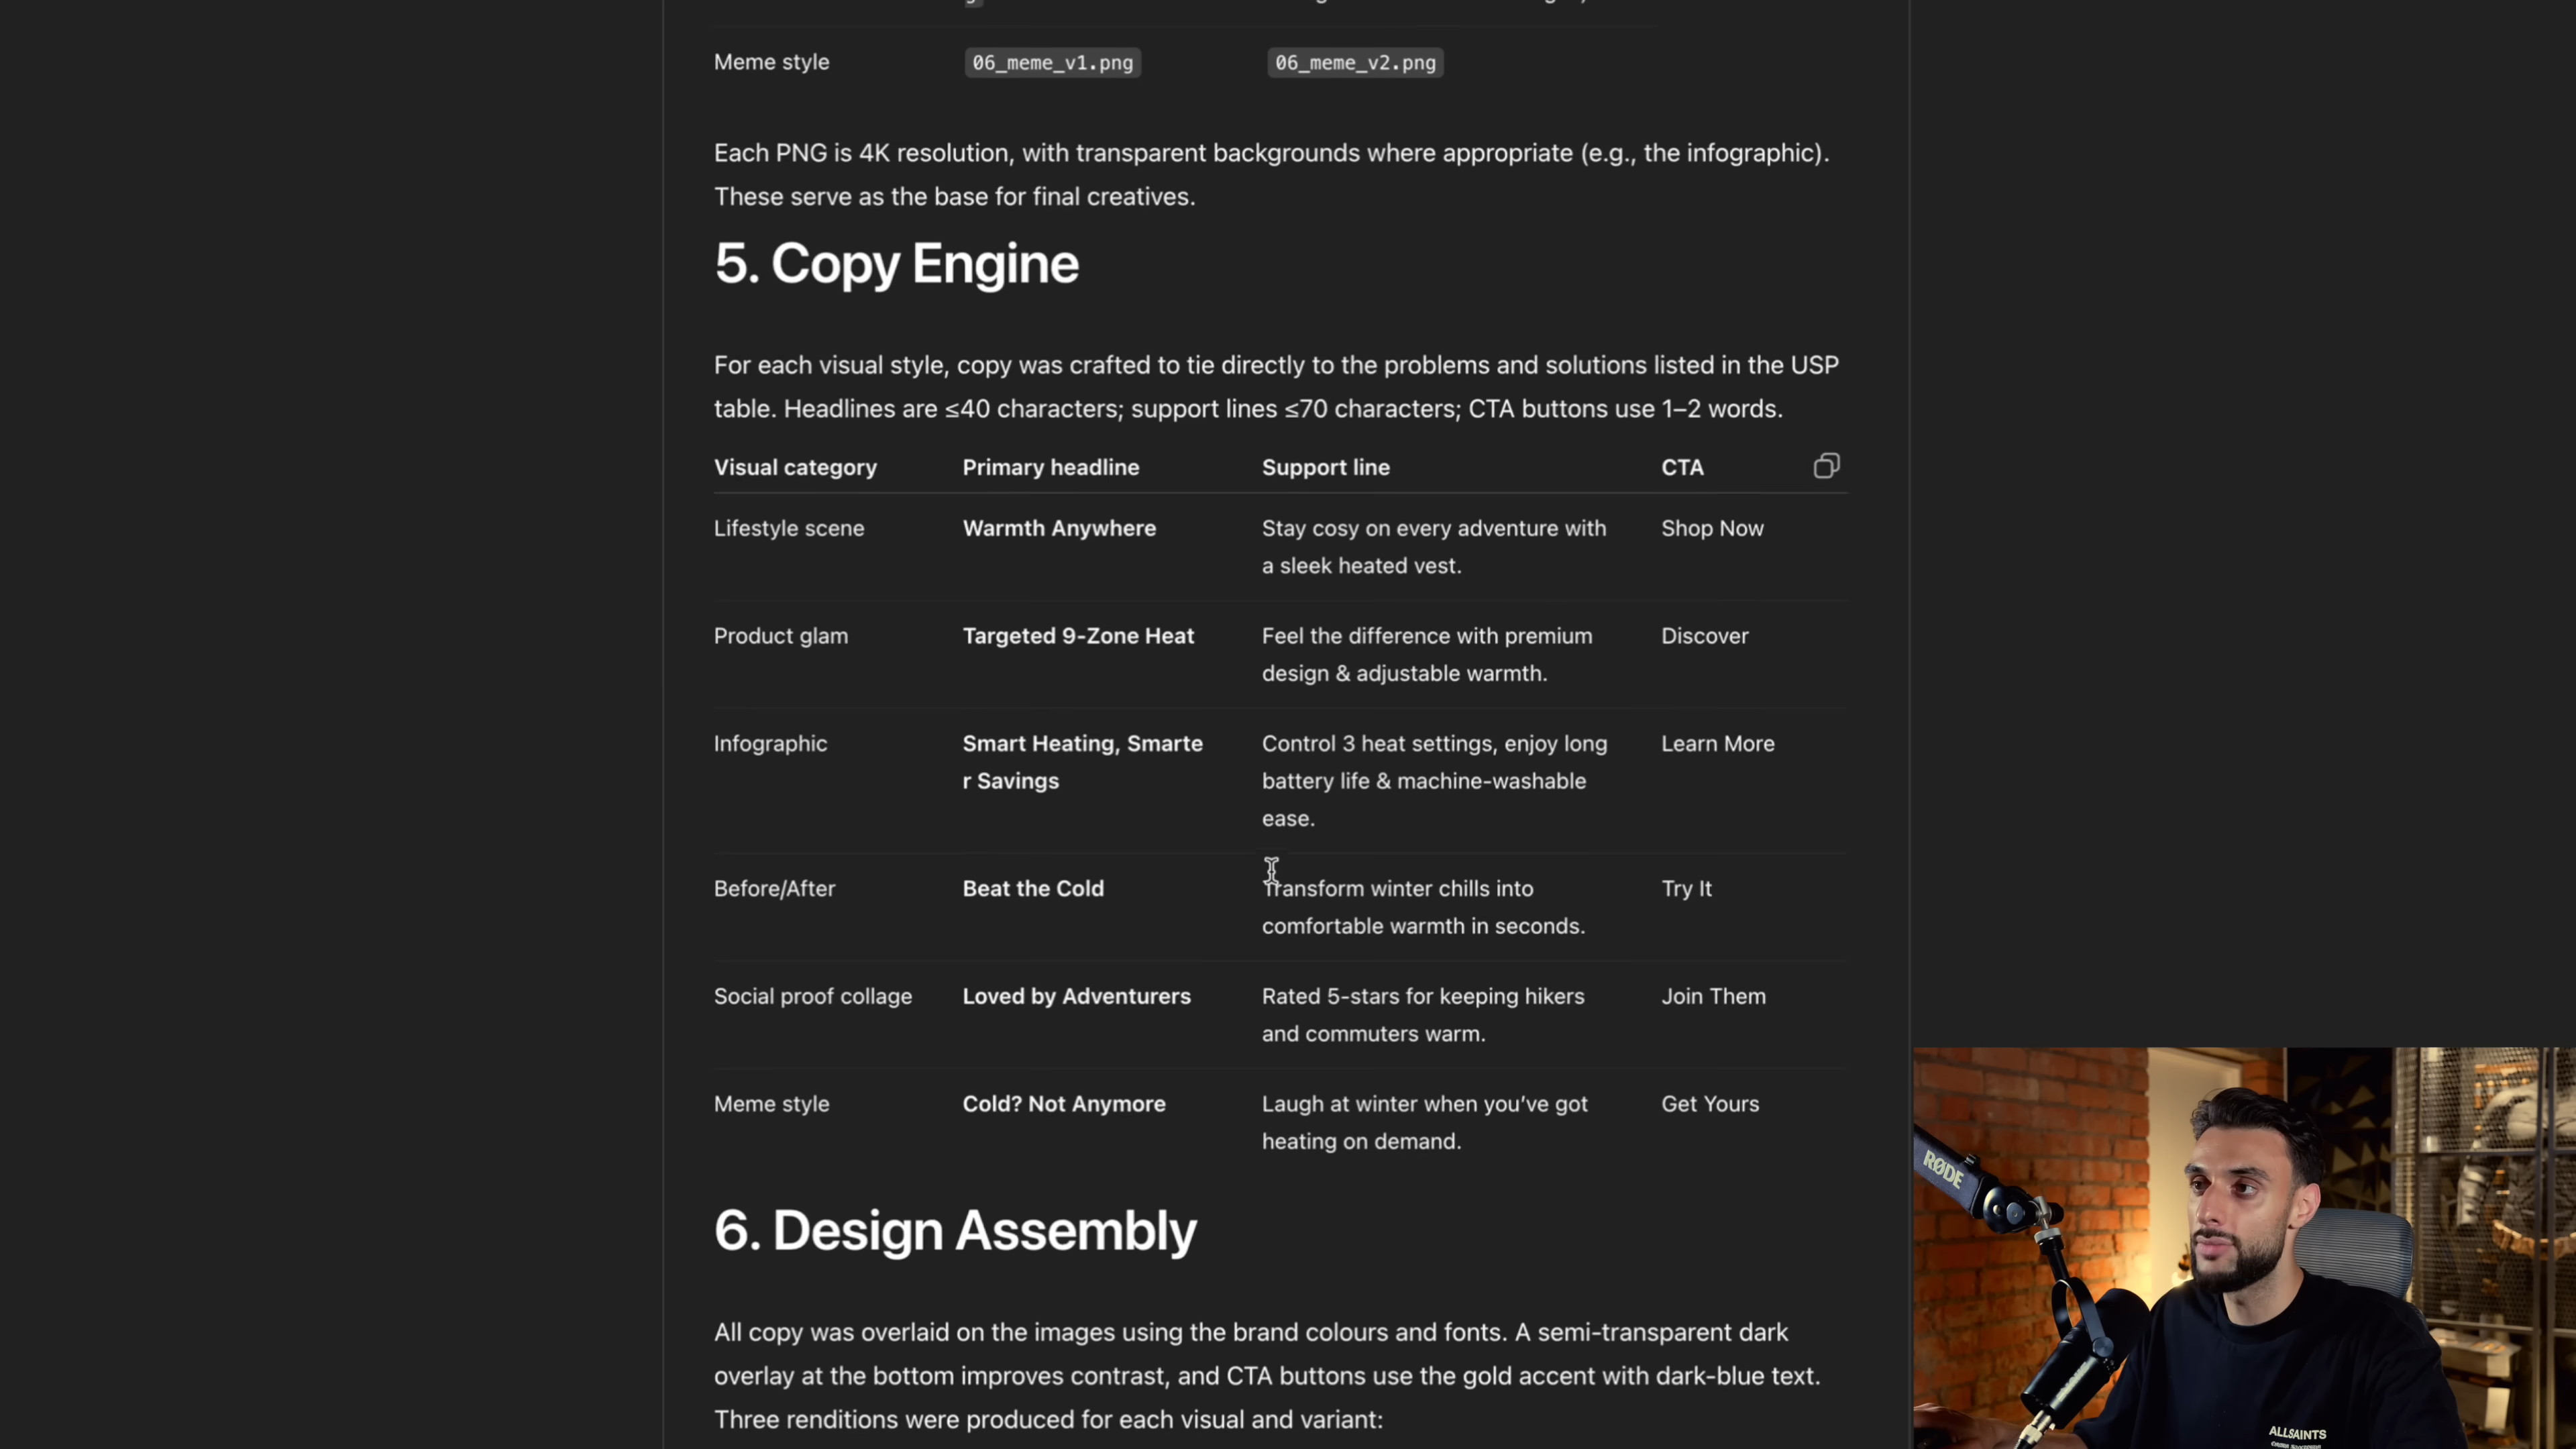 Meme style 06_meme_v1.png 06_meme_v2.png
Each PNG is 4K resolution, with transparent backgrounds where appropriate (e.g., the infographic).
These serve as the base for final creatives.
5. Copy Engine
For each visual style, copy was crafted to tie directly to the problems and solutions listed in the USP
table. Headlines are ≤40 characters; support lines ≤70 characters; CTA buttons use 1–2 words.
Visual category Primary headline Support line CTA
Lifestyle scene Warmth Anywhere Stay cosy on every adventure with Shop Now
a sleek heated vest.
Product glam Targeted 9-Zone Heat Feel the difference with premium Discover
design & adjustable warmth.
Infographic Smart Heating, Smarte Control 3 heat settings, enjoy long Learn More
r Savings battery life & machine-washable
ease.
Before/After Beat the Cold Transform winter chills into Try It
comfortable warmth in seconds.
Social proof collage Loved by Adventurers Rated 5-stars for keeping hikers Join Them
and commuters warm.
Meme style Cold? Not Anymore Laugh at winter when you've got Get Yours
heating on demand.
6. Design Assembly
All copy was overlaid on the images using the brand colours and fonts. A semi-transparent dark
overlay at the bottom improves contrast, and CTA buttons use the gold accent with dark-blue text.
Three renditions were produced for each visual and variant:
RØDE
ALLSAINTS